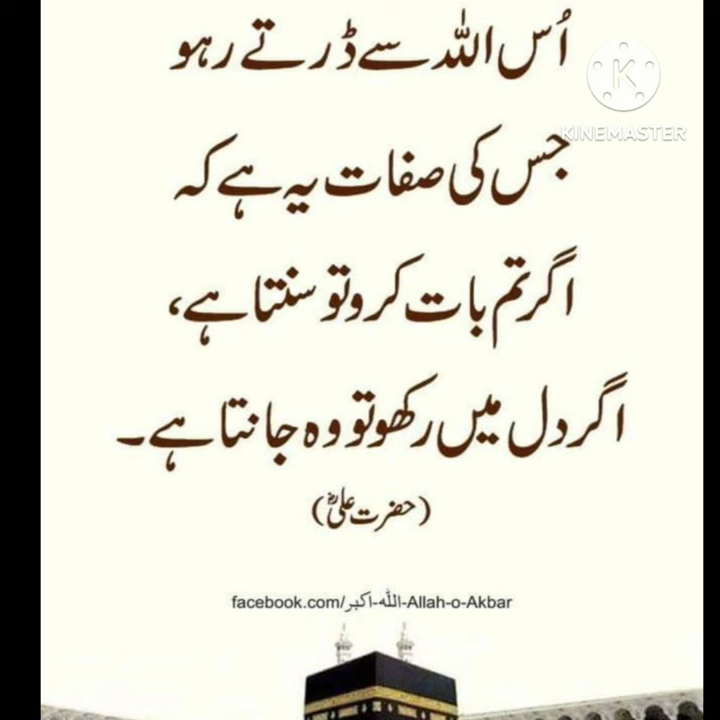 اُس اللہ سے ڈرتے رہو
KINEMASTER
جس کی صفات یہ ہے کہ
اگر تم بات کرو تو سنتا ہے،
اگر دل میں رکھو تو وہ جانتا ہے۔
(حضرت علیؓ)
facebook.com/الله-اکبر-Allah-o-Akbar